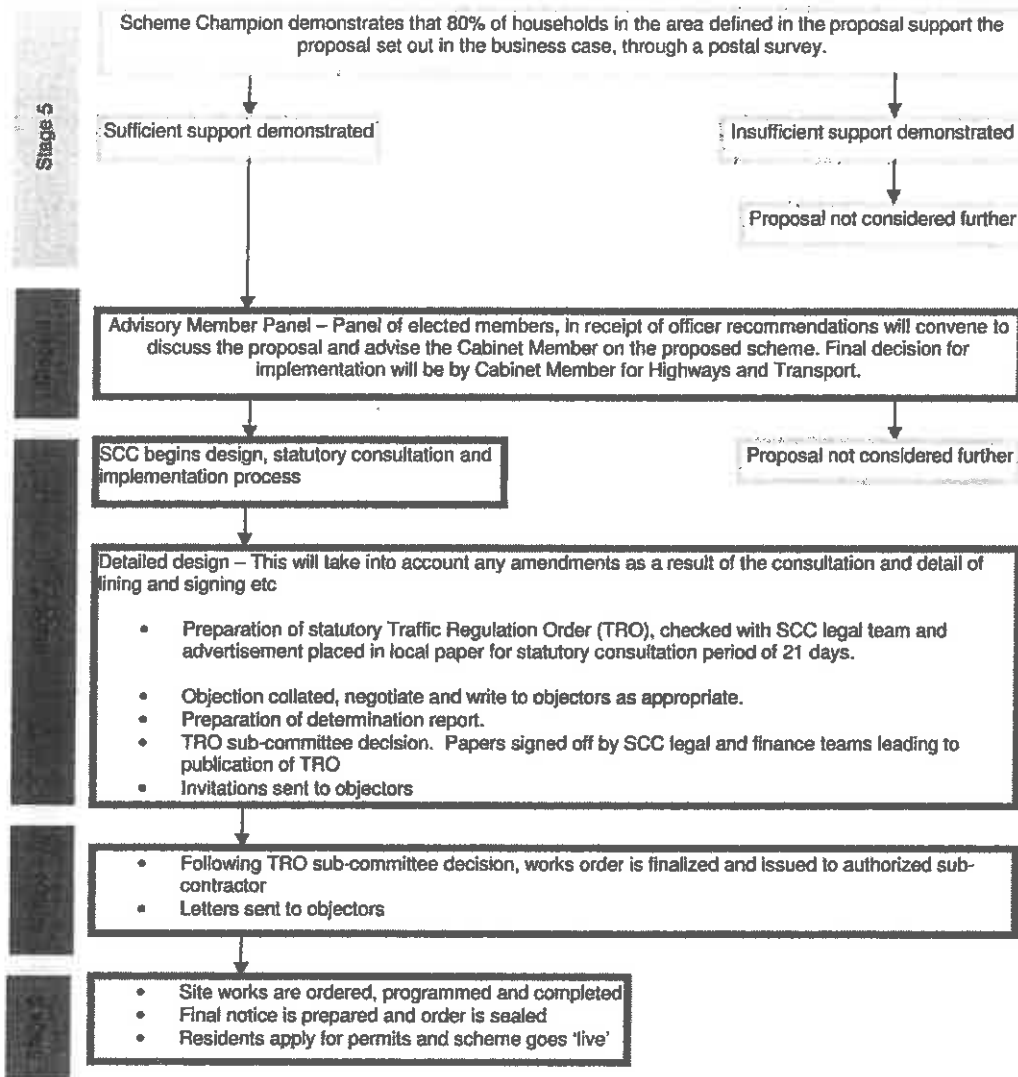 Scheme Champion demonstrates that 80% of households in the area defined in the proposal support the
proposal set out in the business case, through a postal survey.
Stage 5
Sufficient support demonstrated
Insufficient support demonstrated
Proposal not considered further
Advisory Member Panel – Panel of elected members, in receipt of officer recommendations will convene to
discuss the proposal and advise the Cabinet Member on the proposed scheme. Final decision for
implementation will be by Cabinet Member for Highways and Transport.
SCC begins design, statutory consultation and
implementation process
Proposal not considered further
Detailed design – This will take into account any amendments as a result of the consultation and detail of
lining and signing etc
• Preparation of statutory Traffic Regulation Order (TRO), checked with SCC legal team and
advertisement placed in local paper for statutory consultation period of 21 days.
• Objection collated, negotiate and write to objectors as appropriate.
• Preparation of determination report.
• TRO sub-committee decision. Papers signed off by SCC legal and finance teams leading to
publication of TRO
• Invitations sent to objectors
• Following TRO sub-committee decision, works order is finalized and issued to authorized sub-
contractor
• Letters sent to objectors
• Site works are ordered, programmed and completed
• Final notice is prepared and order is sealed
• Residents apply for permits and scheme goes 'live'